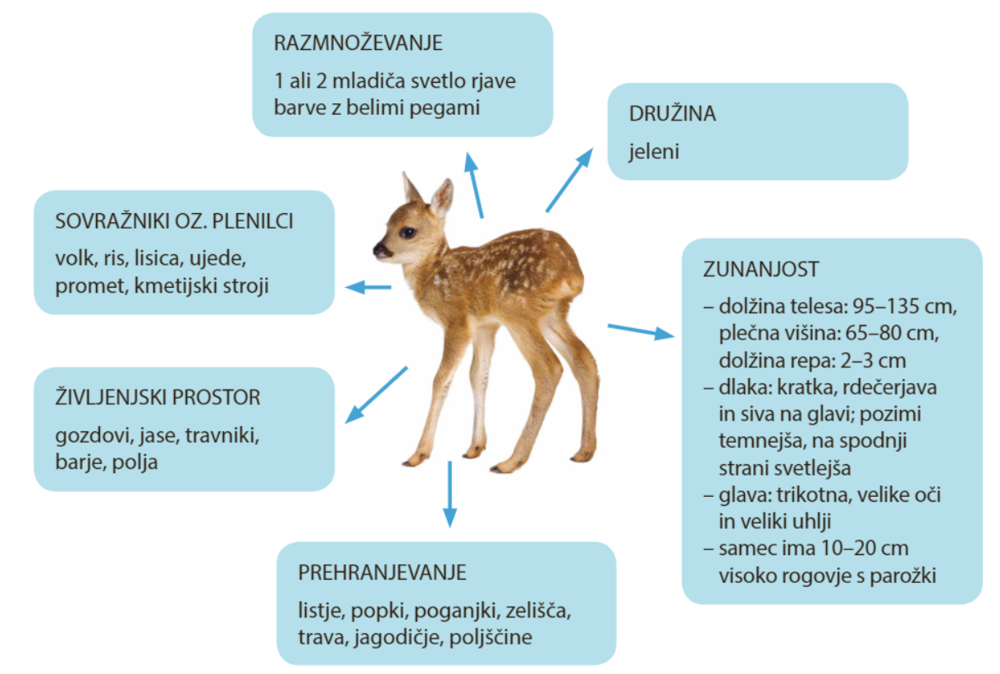 RAZMNOŽEVANJE
1 ali 2 mladiča svetlo rjave
barve z belimi pegami
DRUŽINA
jeleni
SOVRAŽNIKI OZ. PLENILCI
volk, ris, lisica, ujede,
promet, kmetijski stroji
ZUNANJOST
– dolžina telesa: 95–135 cm,
plečna višina: 65–80 cm,
dolžina repa: 2–3 cm
– dlaka: kratka, rdečerjava
in siva na glavi; pozimi
temnejša, na spodnji
strani svetlejša
– glava: trikotna, velike oči
in veliki uhlji
– samec ima 10–20 cm
visoko rogovje s parožki
ŽIVLJENJSKI PROSTOR
gozdovi, jase, travniki,
barje, polja
PREHRANJEVANJE
listje, popki, poganjki, zelišča,
trava, jagodičje, poljščine